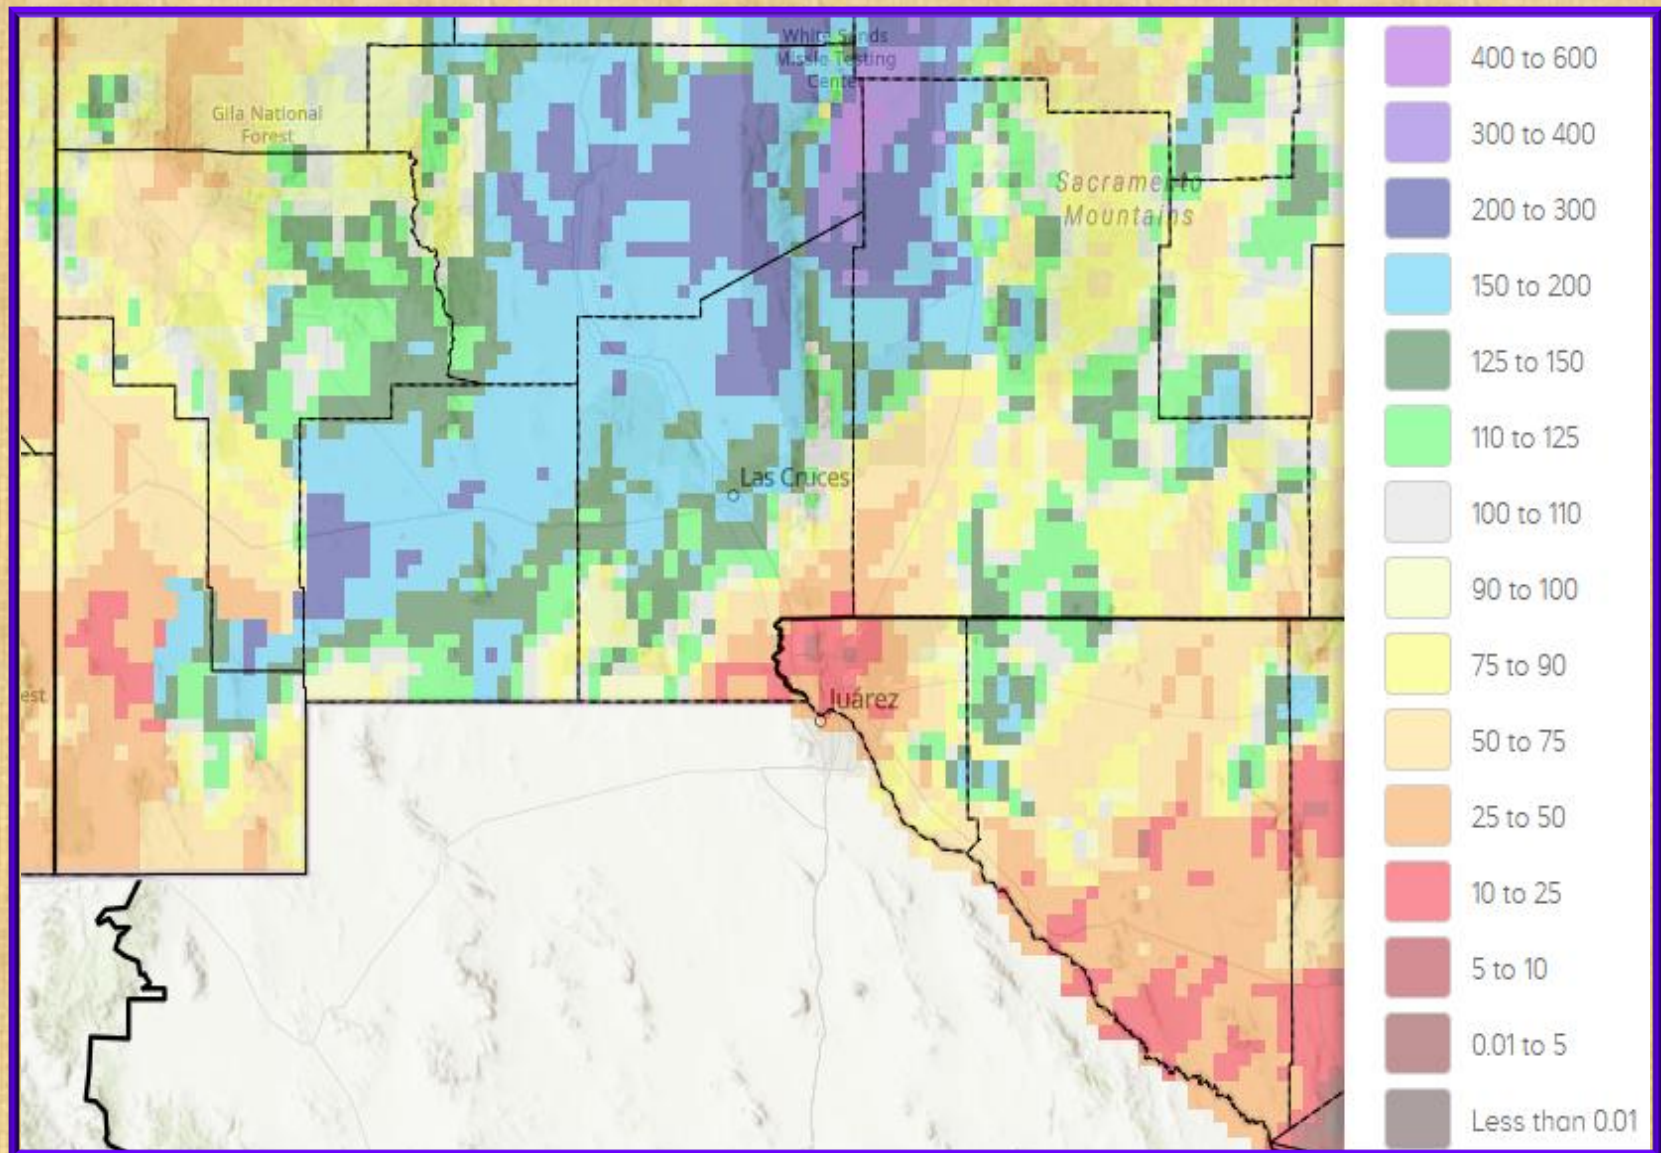 White Sands
Missle Testing
Center
Gila National
Forest
Sacramento
Mountains
Las Cruces
est
Juárez
400 to 600
300 to 400
200 to 300
150 to 200
125 to 150
110 to 125
100 to 110
90 to 100
75 to 90
50 to 75
25 to 50
10 to 25
5 to 10
0.01 to 5
Less than 0.01